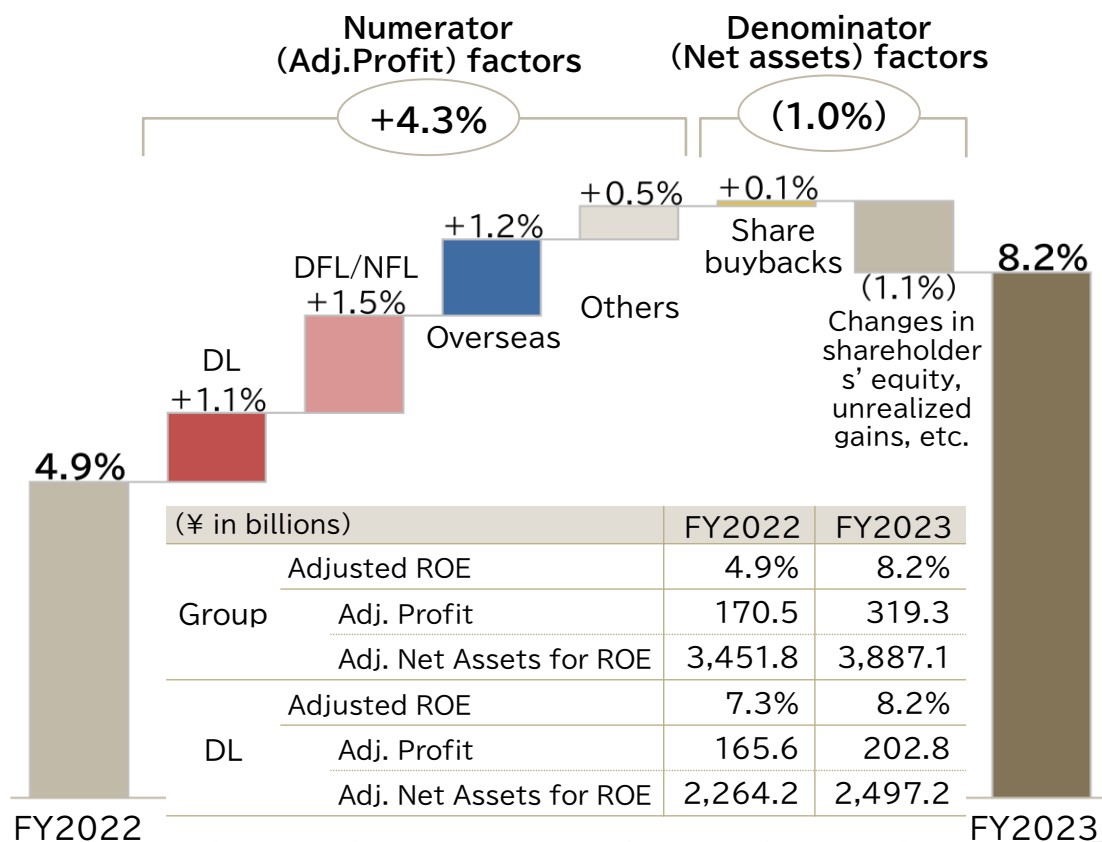 Numerator
(Adj.Profit) factors
+4.3%
Denominator
(Net assets) factors
(1.0%)
4.9%
DL
+1.1%
DFL/NFL
+1.5%
+1.2%
Overseas
+0.5%
Others
+0.1%
Share
buybacks
(1.1%)
Changes in
shareholder
s’ equity,
unrealized
gains, etc.
8.2%
(¥ in billions) FY2022 FY2023
Adjusted ROE 4.9% 8.2%
Group Adj. Profit 170.5 319.3
Adj. Net Assets for ROE 3,451.8 3,887.1
Adjusted ROE 7.3% 8.2%
DL Adj. Profit 165.6 202.8
Adj. Net Assets for ROE 2,264.2 2,497.2
FY2022 FY2023